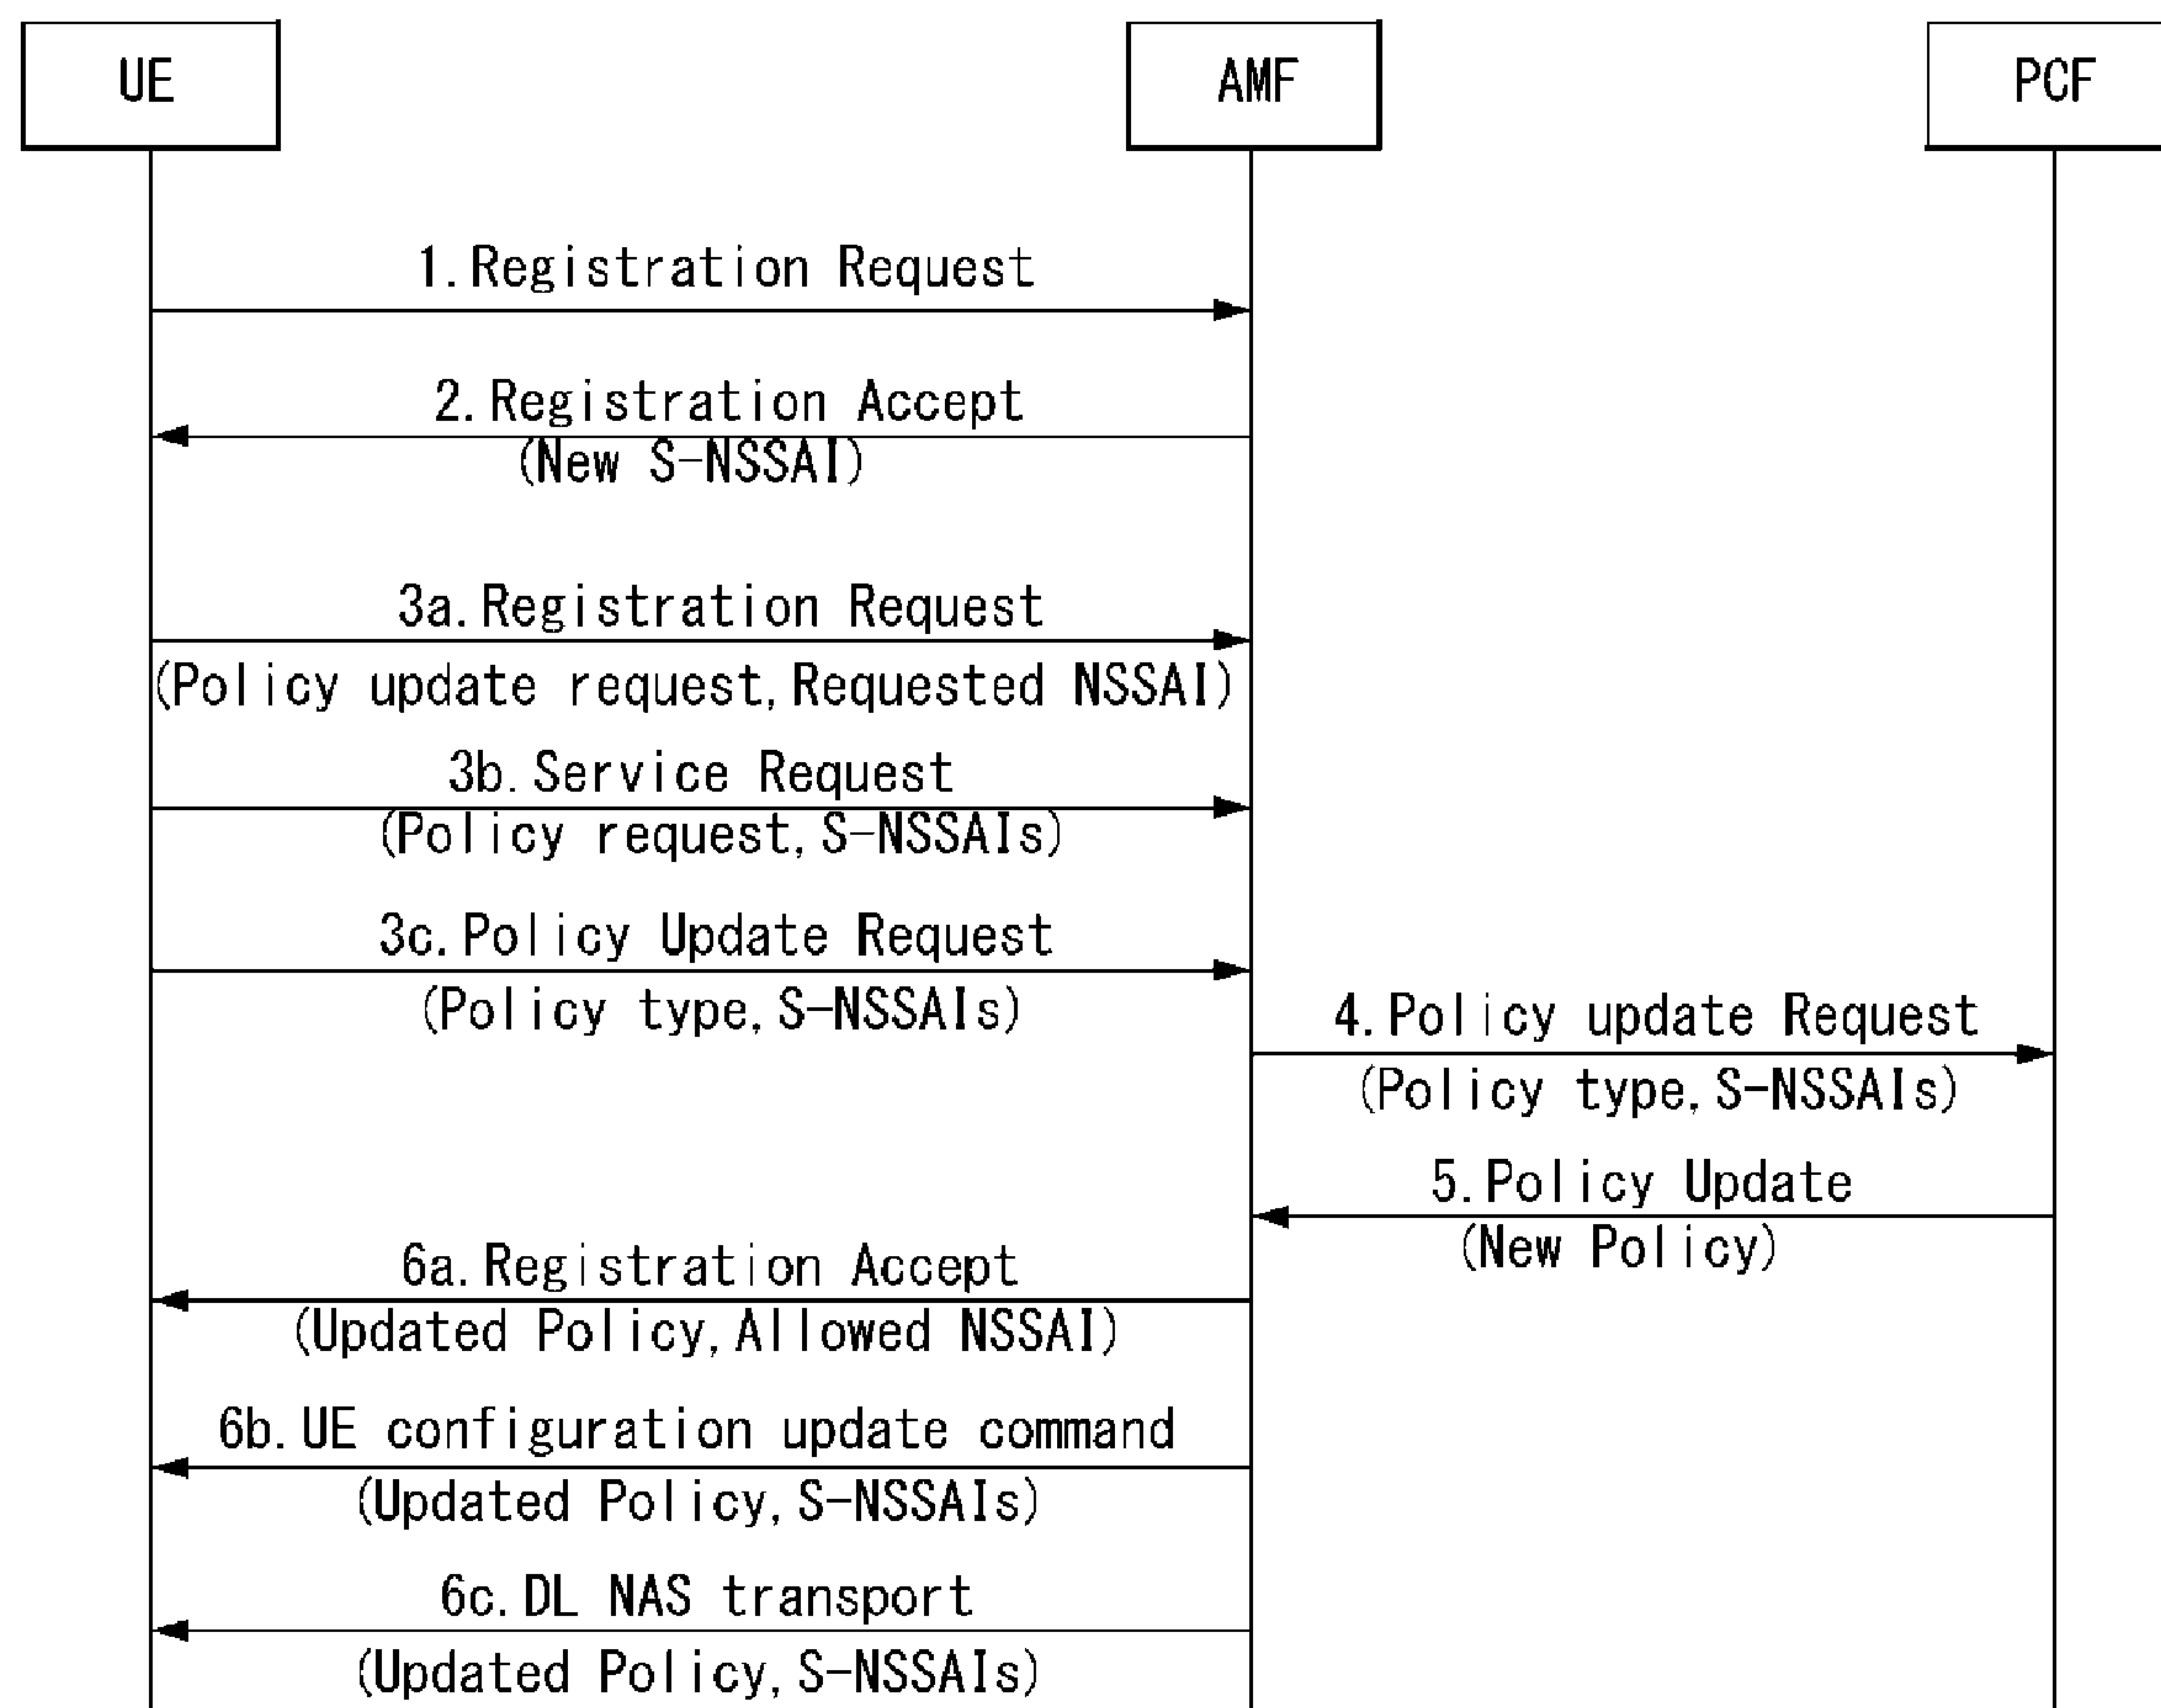 UE
AMF
PCF
1.Registration Request
2.Registration Accept
(New S-NSSAI)
3a.Registration Request
(Policy update request,Requested NSSAI)
3b.Service Request
(Policy request,S-NSSAIs)
3c.Policy Update Request
(Policy type,S-NSSAIs)
4.Policy update Request
(Policy type,S-NSSAIs)
5.Policy Update
(New Policy)
6a.Registration Accept
(Updated Policy,Allowed NSSAI)
6b.UE configuration update command
(Updated Policy,S-NSSAIs)
6c.DL NAS transport
(Updated Policy,S-NSSAIs)